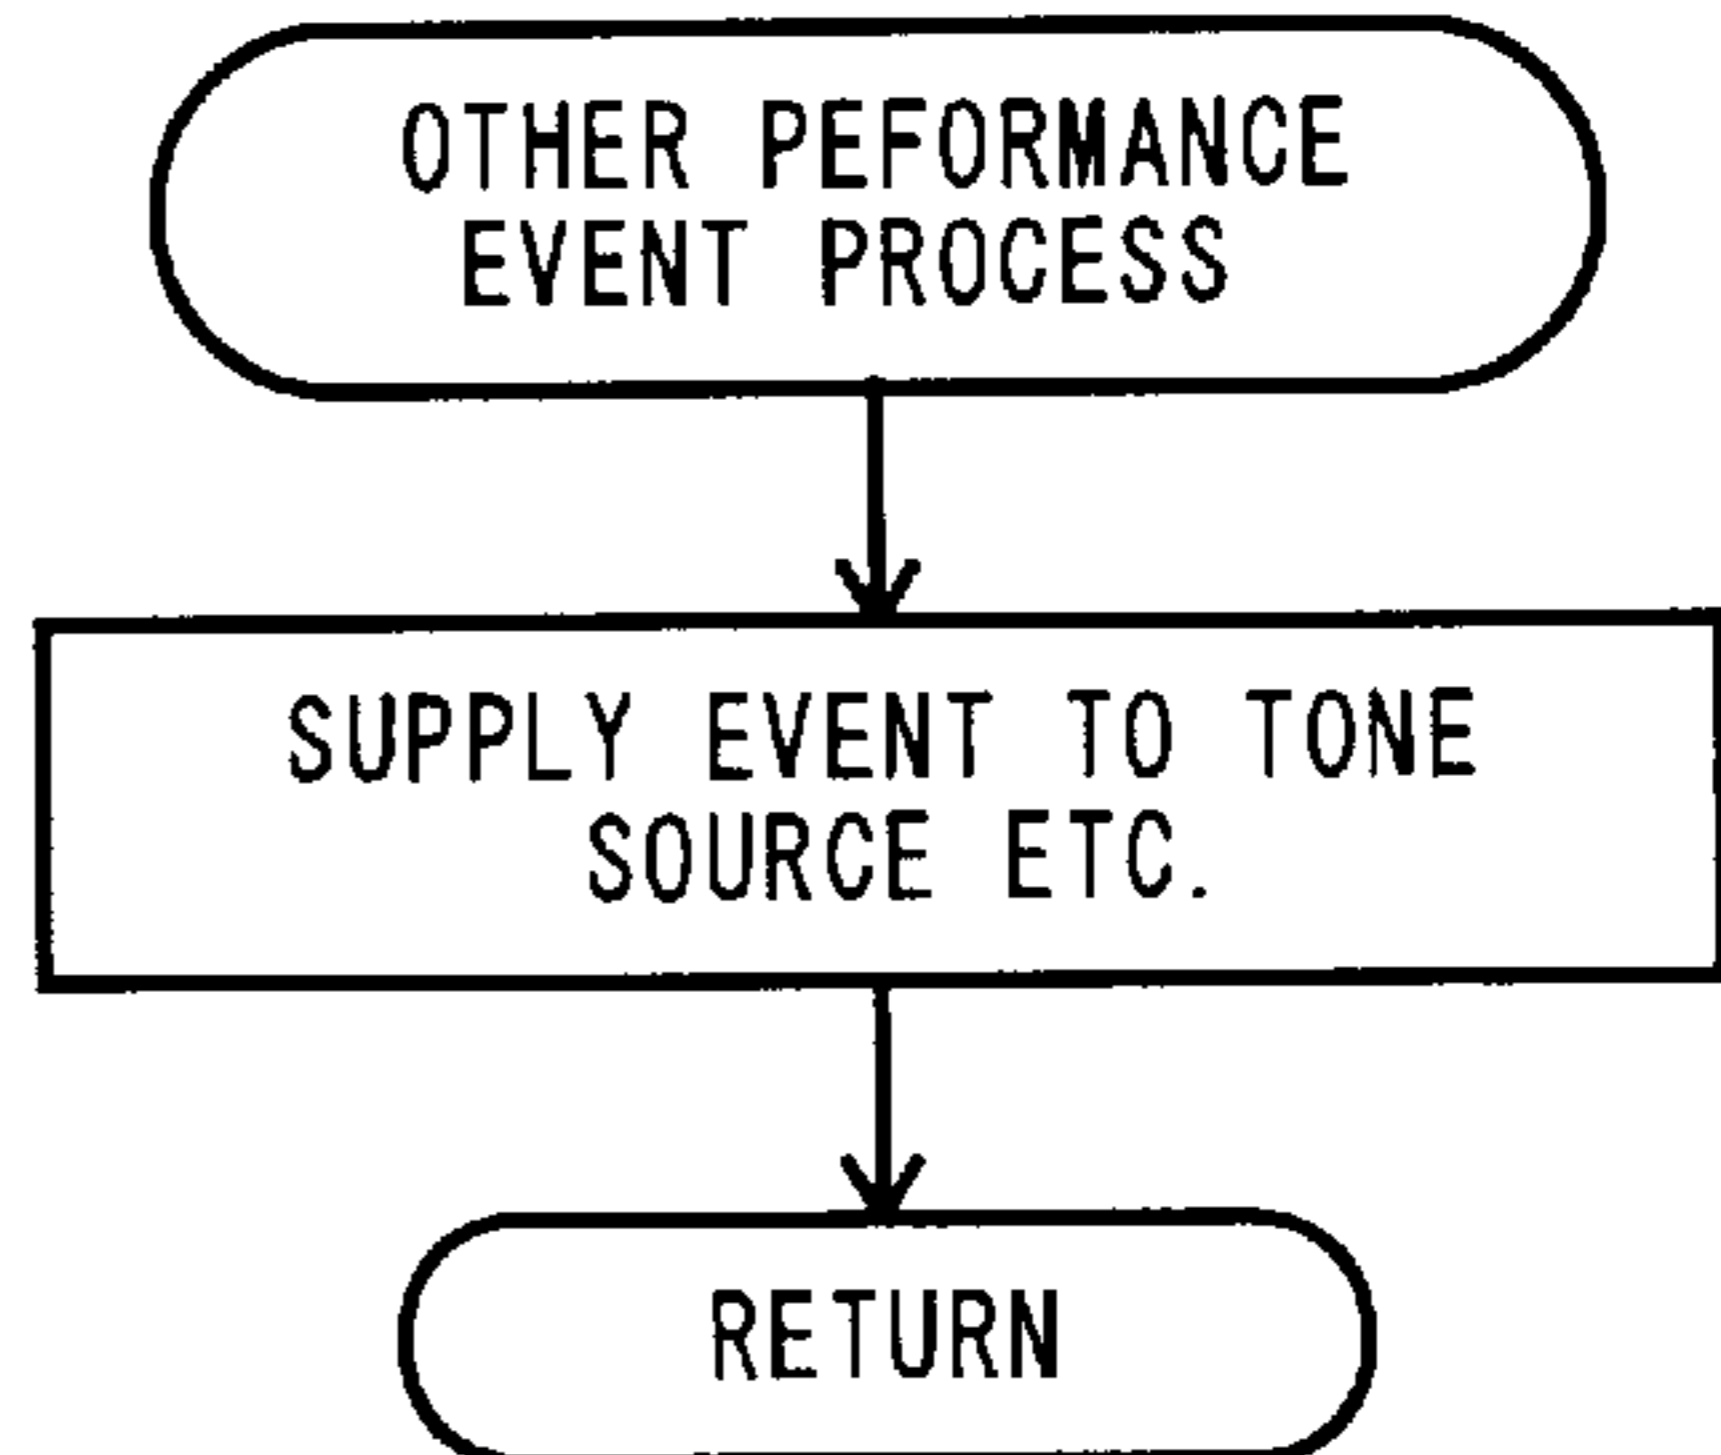 OTHER PEFORMANCE
EVENT PROCESS
SUPPLY EVENT TO TONE
SOURCE ETC.
RETURN